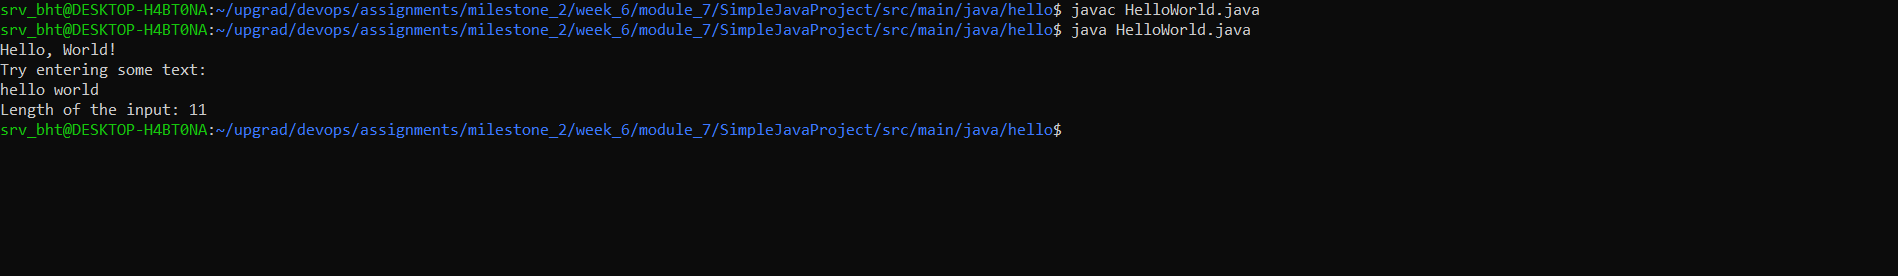 srv_bht@DESKTOP-H4BT0NA:~/upgrad/devops/assignments/milestone_2/week_6/module_7/SimpleJavaProject/src/main/java/hello$ javac HelloWorld.java
srv_bht@DESKTOP-H4BT0NA:~/upgrad/devops/assignments/milestone_2/week_6/module_7/SimpleJavaProject/src/main/java/hello$ java HelloWorld.java
Hello, World!
Try entering some text:
hello world
Length of the input: 11
srv_bht@DESKTOP-H4BT0NA:~/upgrad/devops/assignments/milestone_2/week_6/module_7/SimpleJavaProject/src/main/java/hello$